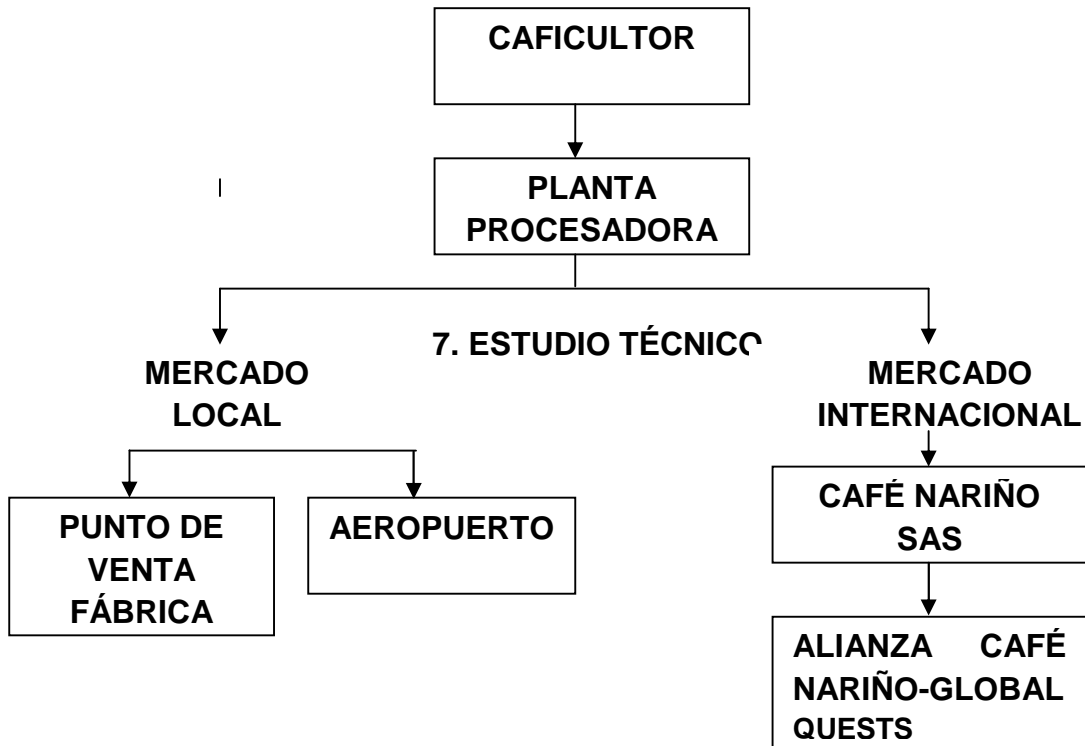 CAFICULTOR
PLANTA
PROCESADORA
7. ESTUDIO TÉCNICO
MERCADO
LOCAL
MERCADO
INTERNACIONAL
PUNTO DE
VENTA
FÁBRICA
AEROPUERTO
CAFÉ NARIÑO
SAS
ALIANZA CAFÉ
NARIÑO-GLOBAL
QUESTS